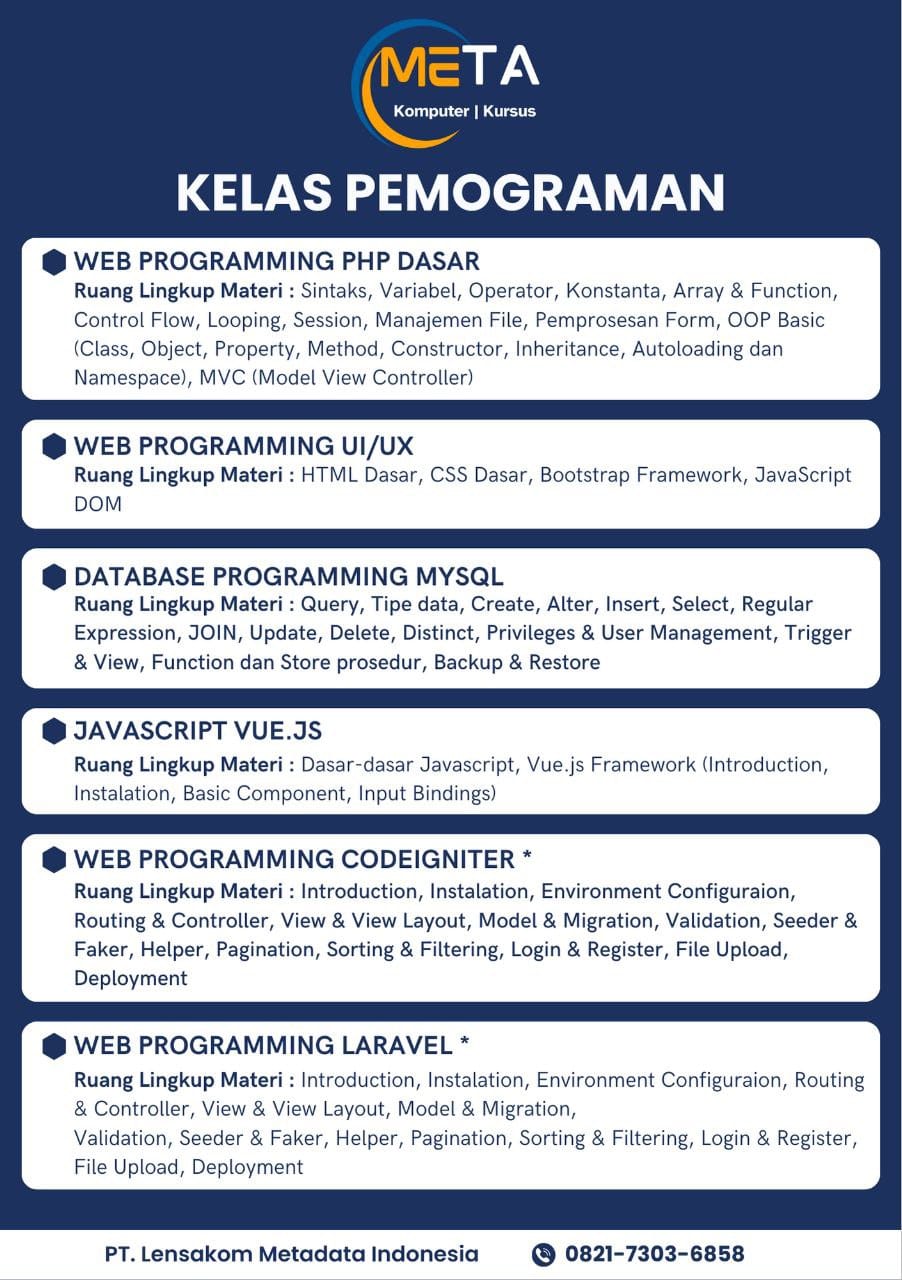 META
Komputer | Kursus
KELAS PEMOGRAMAN
WEB PROGRAMMING PHP DASAR
Ruang Lingkup Materi : Sintaks, Variabel, Operator, Konstanta, Array & Function,
Control Flow, Looping, Session, Manajemen File, Pemprosesan Form, OOP Basic
(Class, Object, Property, Method, Constructor, Inheritance, Autoloading dan
Namespace), MVC (Model View Controller)
WEB PROGRAMMING UI/UX
Ruang Lingkup Materi : HTML Dasar, CSS Dasar, Bootstrap Framework, JavaScript
DOM
DATABASE PROGRAMMING MYSQL
Ruang Lingkup Materi : Query, Tipe data, Create, Alter, Insert, Select, Regular
Expression, JOIN, Update, Delete, Distinct, Privileges & User Management, Trigger
& View, Function dan Store prosedur, Backup & Restore
JAVASCRIPT VUE.JS
Ruang Lingkup Materi : Dasar-dasar Javascript, Vue.js Framework (Introduction,
Instalation, Basic Component, Input Bindings)
WEB PROGRAMMING CODEIGNITER *
Ruang Lingkup Materi : Introduction, Instalation, Environment Configuraion,
Routing & Controller, View & View Layout, Model & Migration, Validation, Seeder &
Faker, Helper, Pagination, Sorting & Filtering, Login & Register, File Upload,
Deployment
WEB PROGRAMMING LARAVEL *
Ruang Lingkup Materi : Introduction, Instalation, Environment Configuraion, Routing
& Controller, View & View Layout, Model & Migration,
Validation, Seeder & Faker, Helper, Pagination, Sorting & Filtering, Login & Register,
File Upload, Deployment
PT. Lensakom Metadata Indonesia 0821-7303-6858